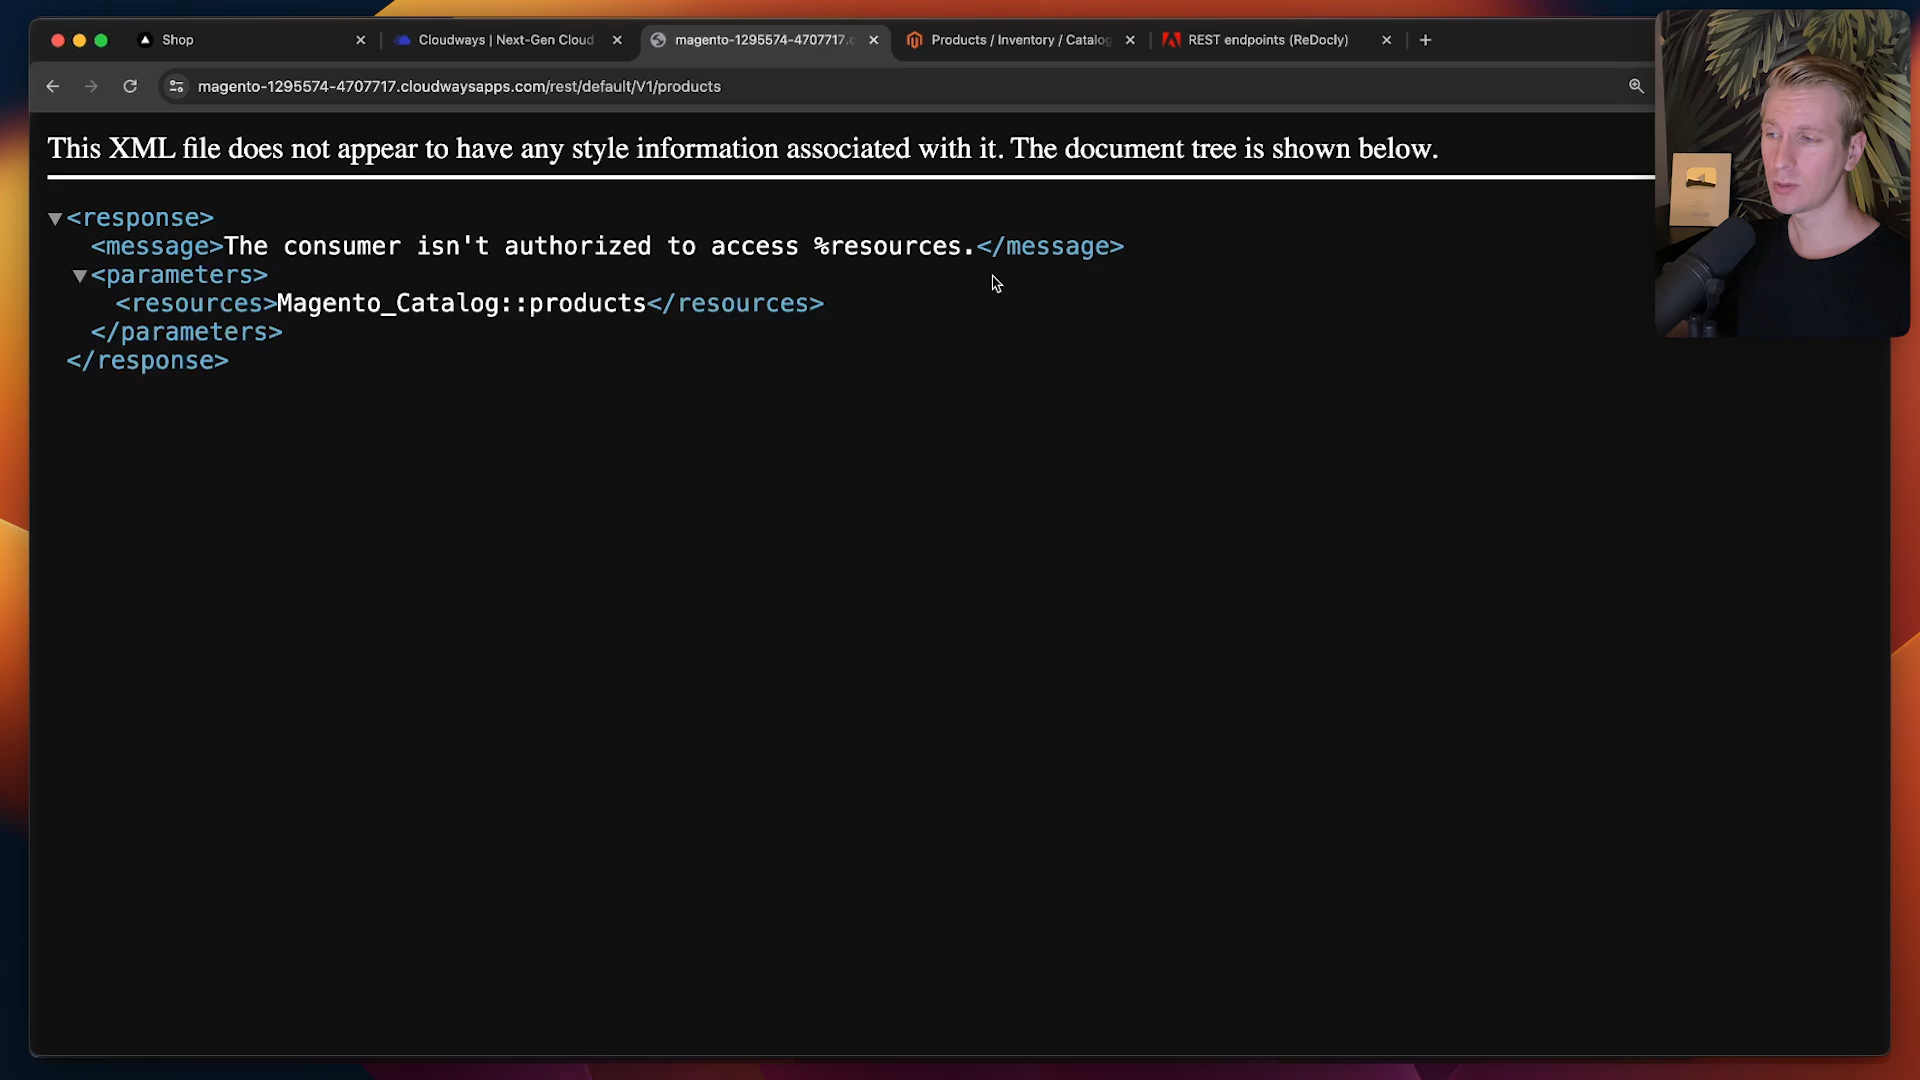 Shop
Cloudways | Next-Gen Cloud
magento-1295574-4707717.c
Products / Inventory / Catalog
REST endpoints (ReDocly)
magento-1295574-4707717.cloudwaysapps.com/rest/default/V1/products
This XML file does not appear to have any style information associated with it. The document tree is shown below.
<response>
<message>The consumer isn't authorized to access %resources.</message>
<parameters>
<resources>Magento_Catalog::products</resources>
</parameters>
</response>